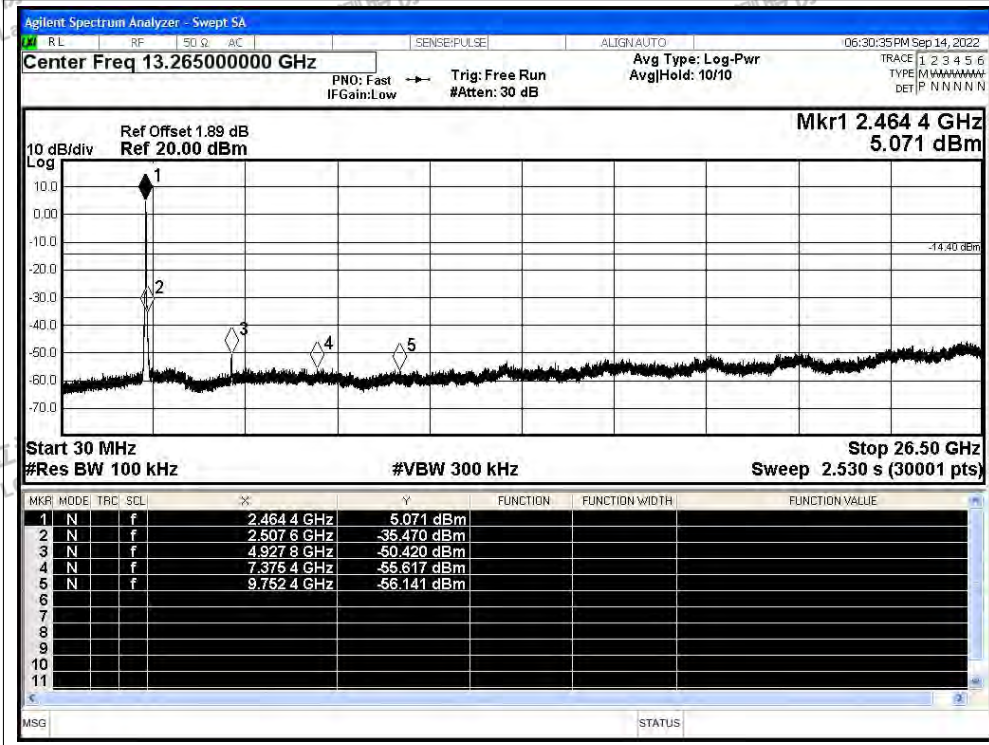 Agilent Spectrum Analyzer - Swept SA
RL RF 50 Ω AC SENSE:PULSE ALIGN AUTO 06:30:35 PM Sep 14, 2022
Center Freq 13.265000000 GHz
PNO: Fast
IFGain:Low
Trig: Free Run
#Atten: 30 dB
Avg Type: Log-Pwr
Avg|Hold: 10/10
TRACE 1 2 3 4 5 6
TYPE M WWWWW
DET P N N N N N
Mkr1 2.464 4 GHz
5.071 dBm
Ref Offset 1.89 dB
10 dB/div Ref 20.00 dBm
Log
10.0
0.00
-10.0
-20.0
-30.0
-40.0
-50.0
-60.0
-70.0
1
2
3
4
5
-14.40 dBm
Start 30 MHz Stop 26.50 GHz
#Res BW 100 kHz #VBW 300 kHz Sweep 2.530 s (30001 pts)
MKR MODE TRC SCL X Y FUNCTION FUNCTION WIDTH FUNCTION VALUE
1 N f 2.464 4 GHz 5.071 dBm
2 N f 2.507 6 GHz -35.470 dBm
3 N f 4.927 8 GHz -50.420 dBm
4 N f 7.375 4 GHz -55.617 dBm
5 N f 9.752 4 GHz -56.141 dBm
6
7
8
9
10
11
MSG STATUS